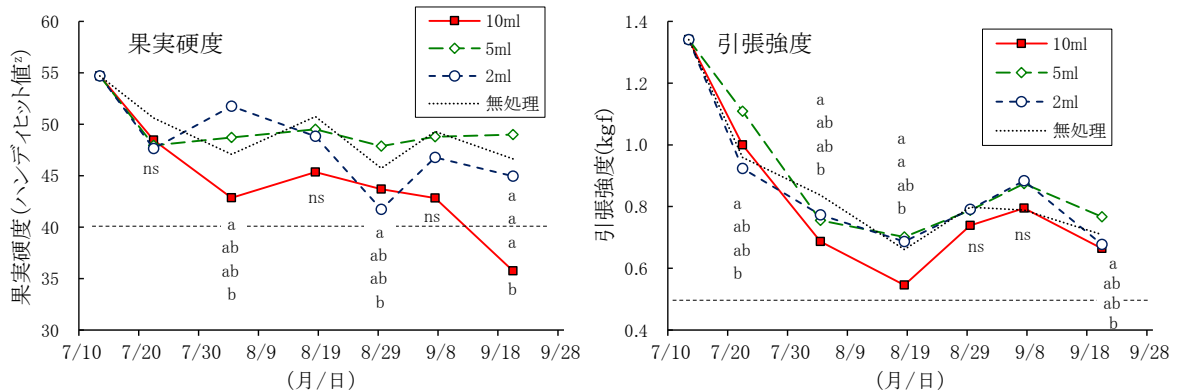 果実硬度
10ml
5ml
2ml
無処理
果実硬度(ハンディヒット値z)
60
55
50
45
40
35
30
ns
a
ab
ab
b
ns
a
ab
ab
b
ns
a
a
a
b
7/10 7/20 7/30 8/9 8/19 8/29 9/8 9/18 9/28
(月/日)
引張強度
10ml
5ml
2ml
無処理
引張強度(kgf)
1.4
1.2
1.0
0.8
0.6
0.4
a
ab
ab
b
a
ab
ab
b
a
a
ab
b
ns
ns
a
ab
ab
b
7/10 7/20 7/30 8/9 8/19 8/29 9/8 9/18 9/28
(月/日)